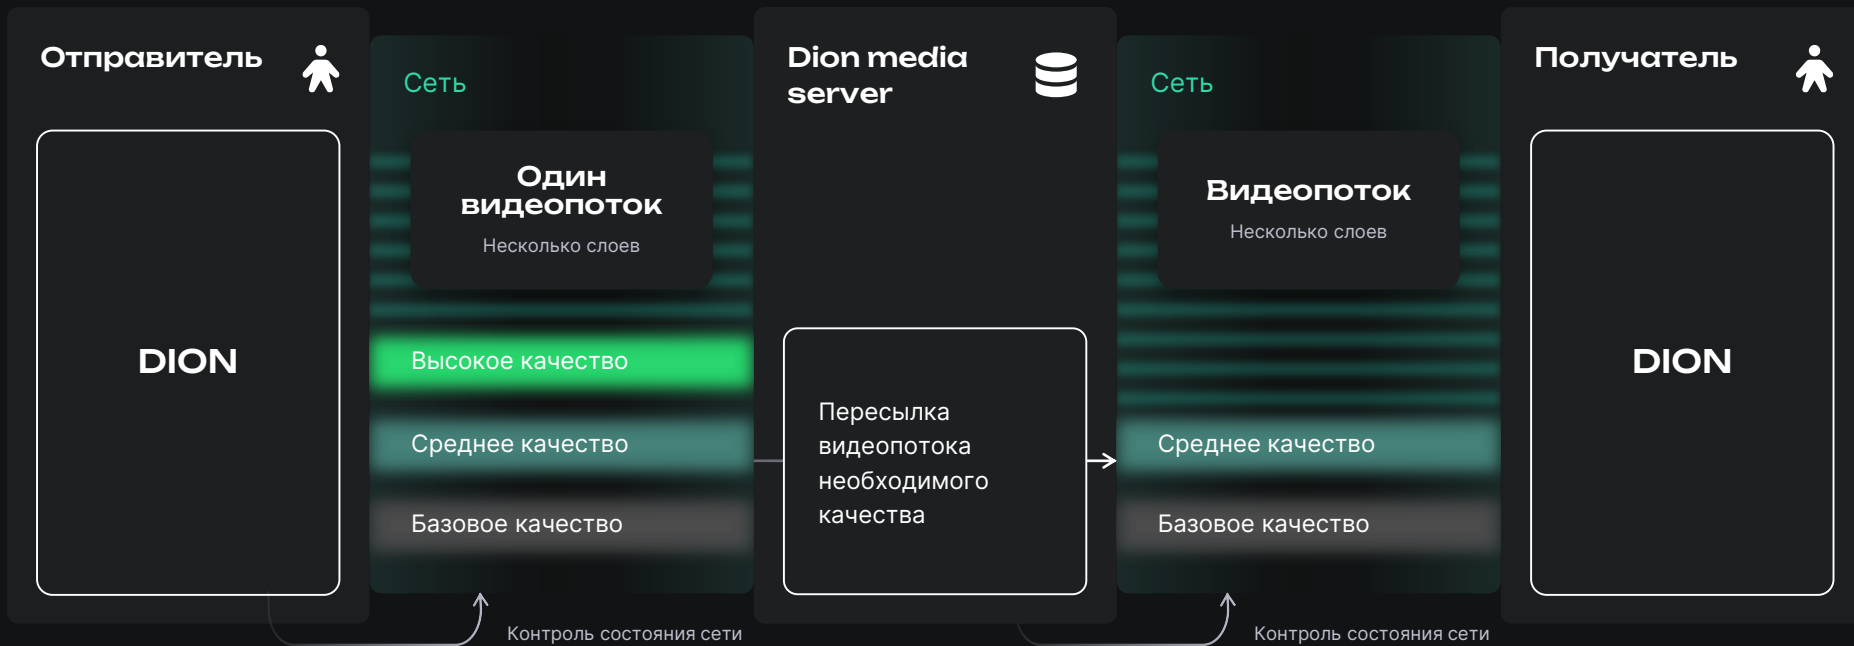 Отправитель
DION
Сеть
Один
видеопоток
Несколько слоев
Высокое качество
Среднее качество
Базовое качество
Контроль состояния сети
Dion media
server
Пересылка
видеопотока
необходимого
качества
Сеть
Видеопоток
Несколько слоев
Среднее качество
Базовое качество
Контроль состояния сети
Получатель
DION